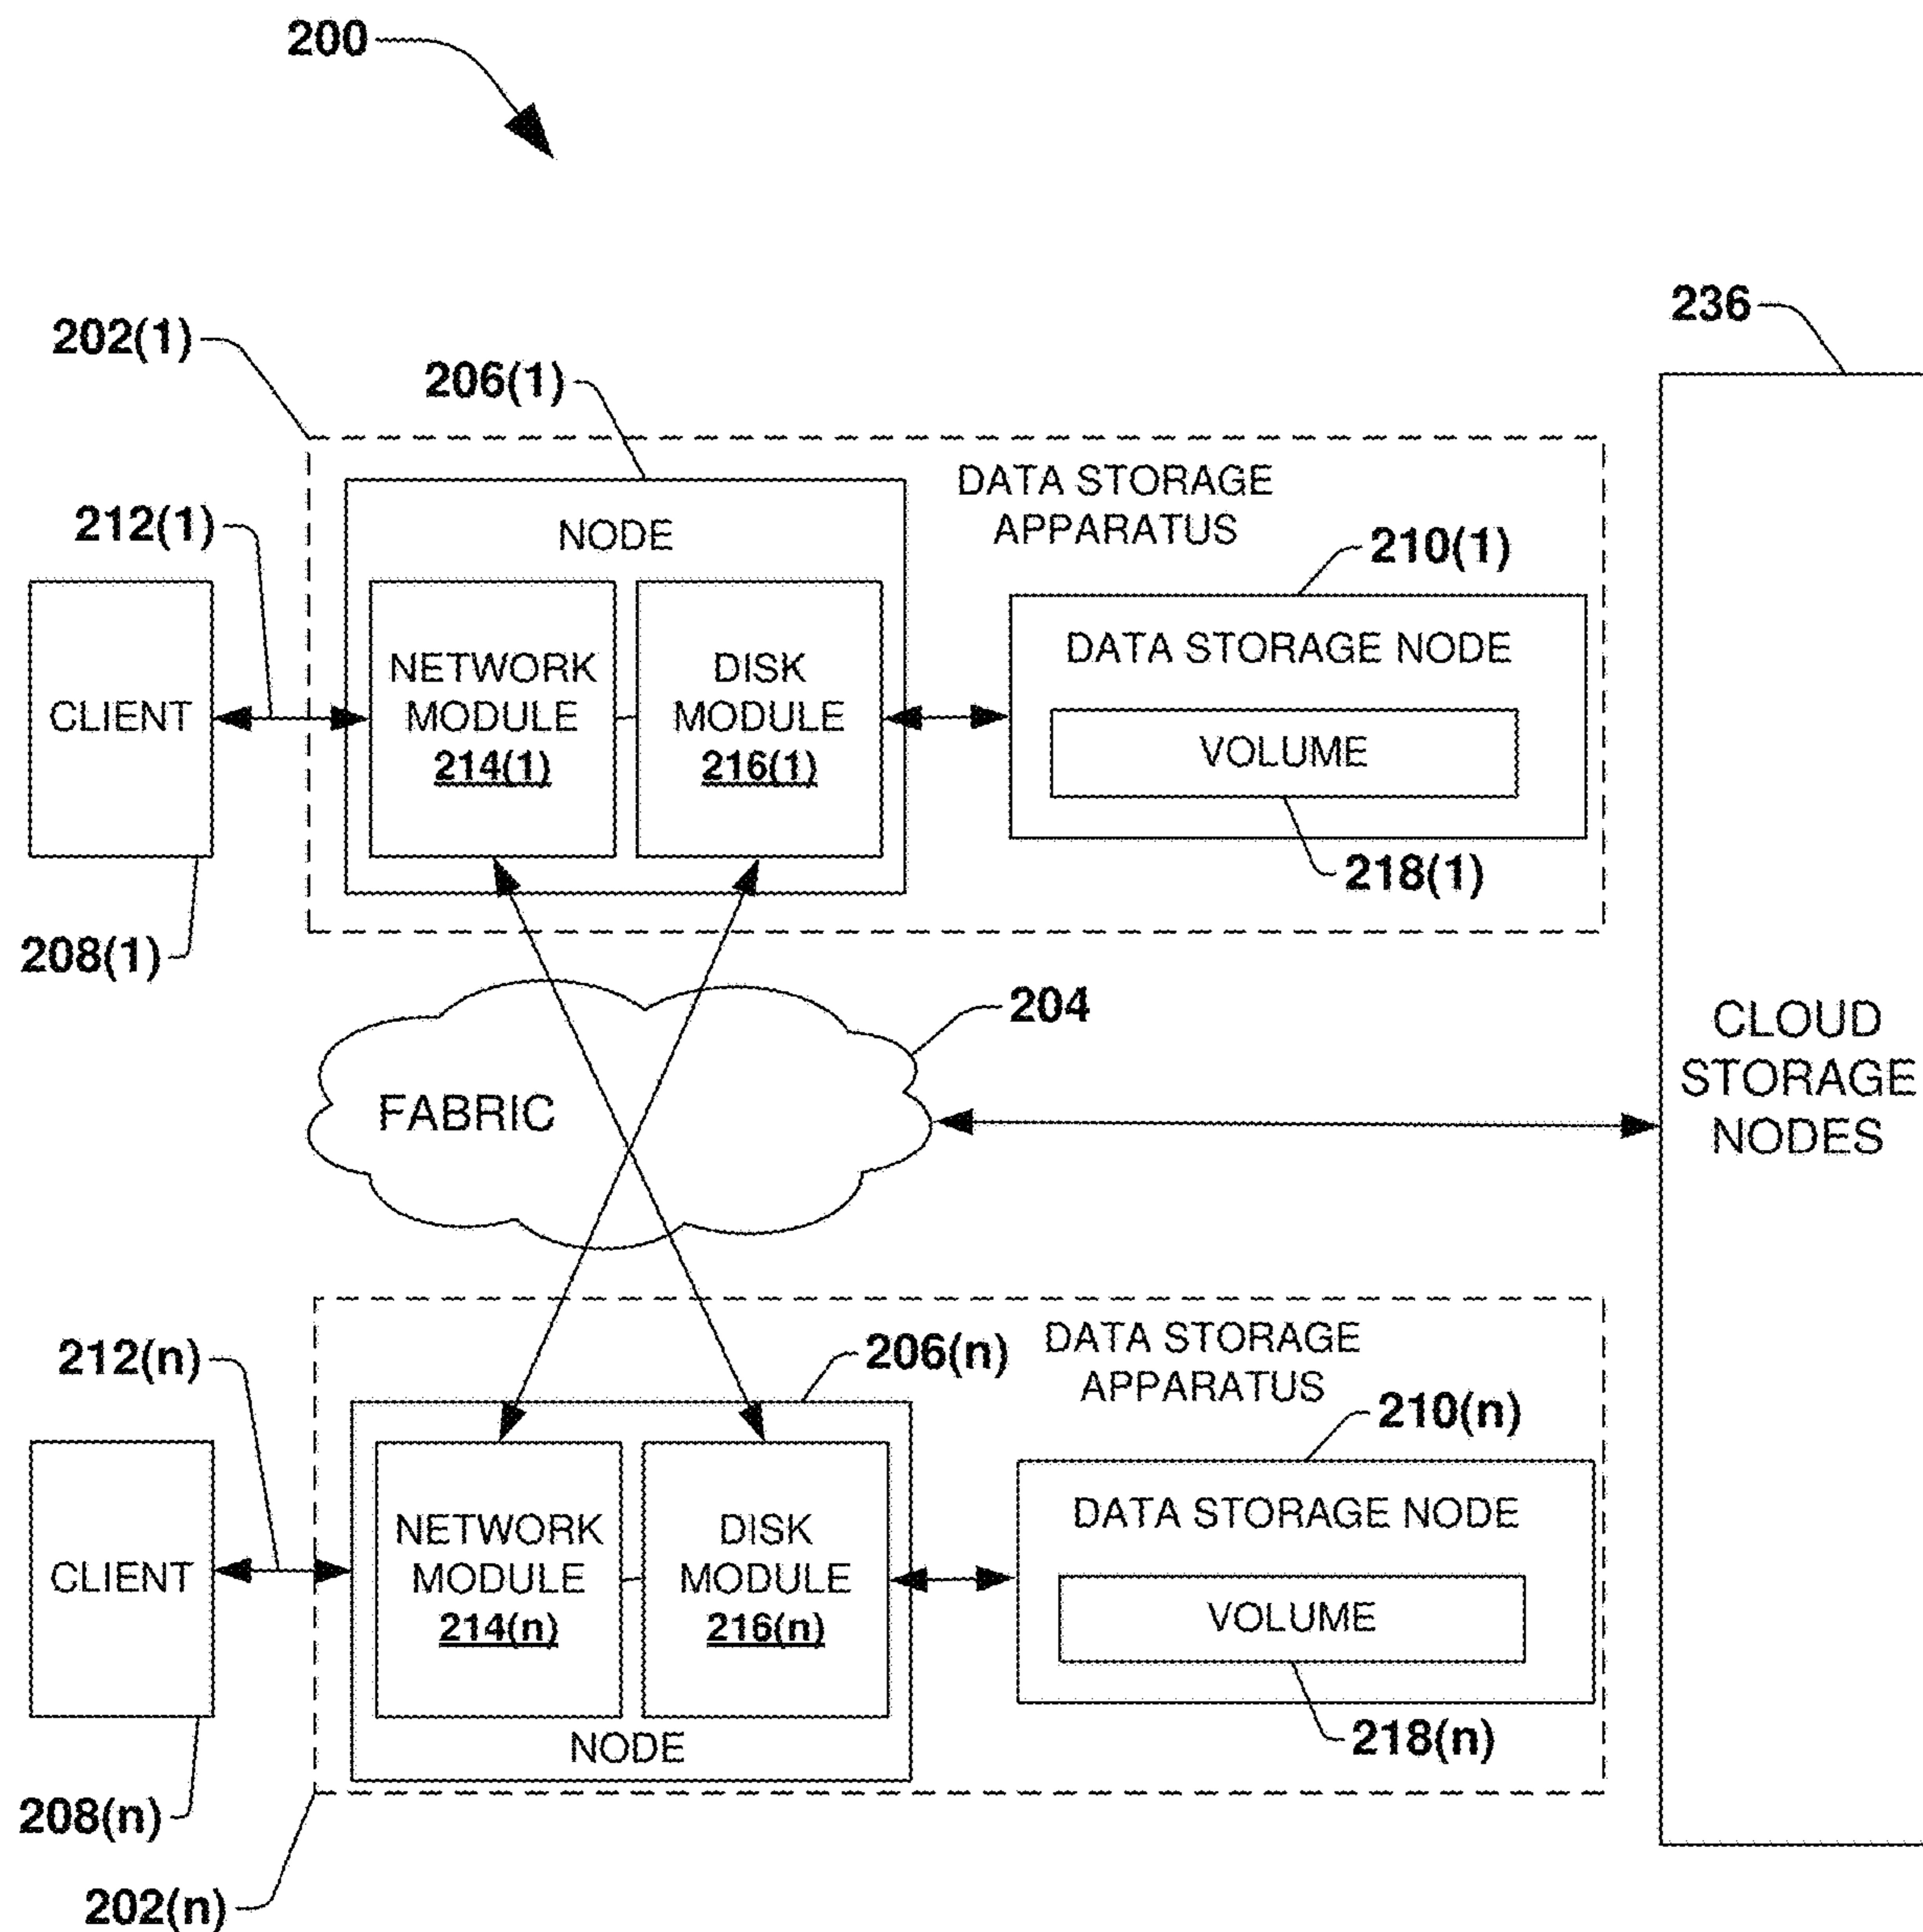 200
236
202(1)
206(1)
DATA STORAGE
APPARATUS
212(1)
NODE
210(1)
CLIENT
NETWORK
MODULE
214(1)
DISK
MODULE
216(1)
DATA STORAGE NODE
VOLUME
218(1)
208(1)
204
FABRIC
CLOUD
STORAGE
NODES
212(n)
206(n)
DATA STORAGE
APPARATUS
210(n)
CLIENT
NETWORK
MODULE
214(n)
DISK
MODULE
216(n)
DATA STORAGE NODE
VOLUME
NODE
218(n)
208(n)
202(n)